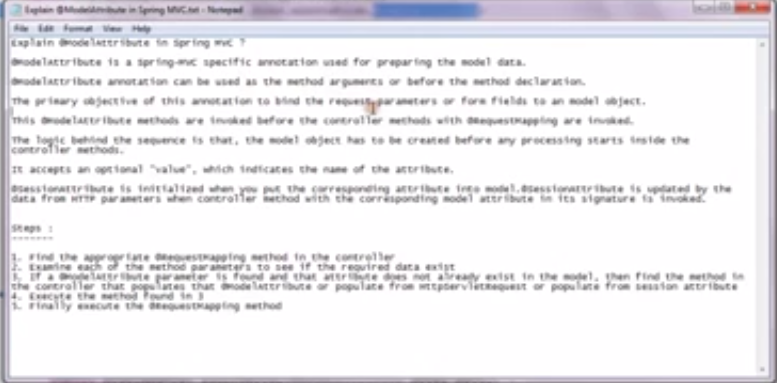 Explain @ModelAttribute in Spring MVC.txt - Notepad
File Edit Format View Help
Explain @ModelAttribute in Spring MVC ?
@ModelAttribute is a Spring-MVC specific annotation used for preparing the model data.
@ModelAttribute annotation can be used as the method arguments or before the method declaration.
The primary objective of this annotation to bind the request parameters or form fields to an model object.
This @ModelAttribute methods are invoked before the controller methods with @RequestMapping are invoked.
The logic behind the sequence is that, the model object has to be created before any processing starts inside the
controller methods.
It accepts an optional "value", which indicates the name of the attribute.
@SessionAttribute is initialized when you put the corresponding attribute into model.@SessionAttribute is updated by the
data from HTTP parameters when controller method with the corresponding model attribute in its signature is invoked.
Steps :
-------
1. Find the appropriate @RequestMapping method in the controller
2. Examine each of the method parameters to see if the required data exist
3. If a @ModelAttribute parameter is found and that attribute does not already exist in the model, then find the method in
the controller that populates that @ModelAttribute or populate from HttpServletRequest or populate from session attribute
4. Execute the method found in 3
5. Finally execute the @RequestMapping method